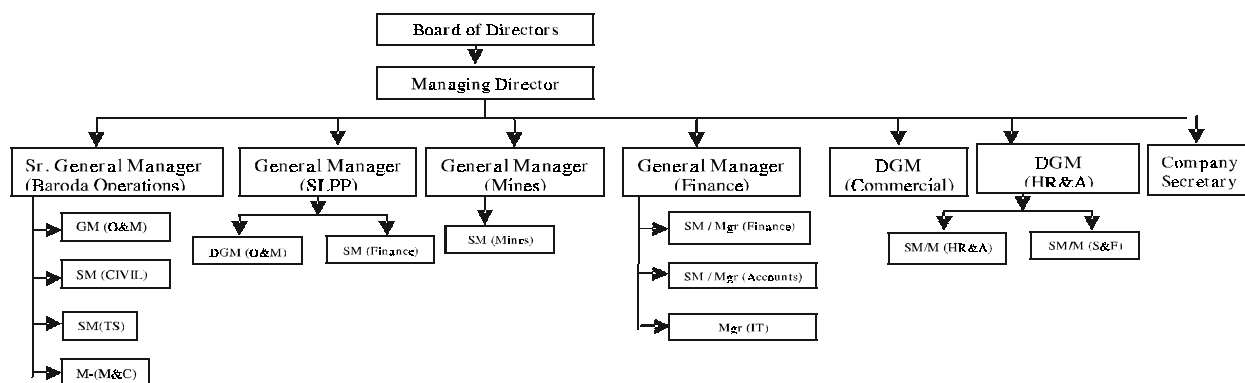 Board of Directors
Managing Director
Sr. General Manager
(Baroda Operations)
General Manager
(SLPP)
General Manager
(Mines)
General Manager
(Finance)
DGM
(Commercial)
DGM
(HR&A)
Company
Secretary
GM (O&M)
SM (CIVIL)
SM(TS)
M-(M&C)
DGM (O&M)
SM (Finance)
SM (Mines)
SM / Mgr (Finance)
SM / Mgr (Accounts)
Mgr (IT)
SM/M (HR&A)
SM/M (S&F)